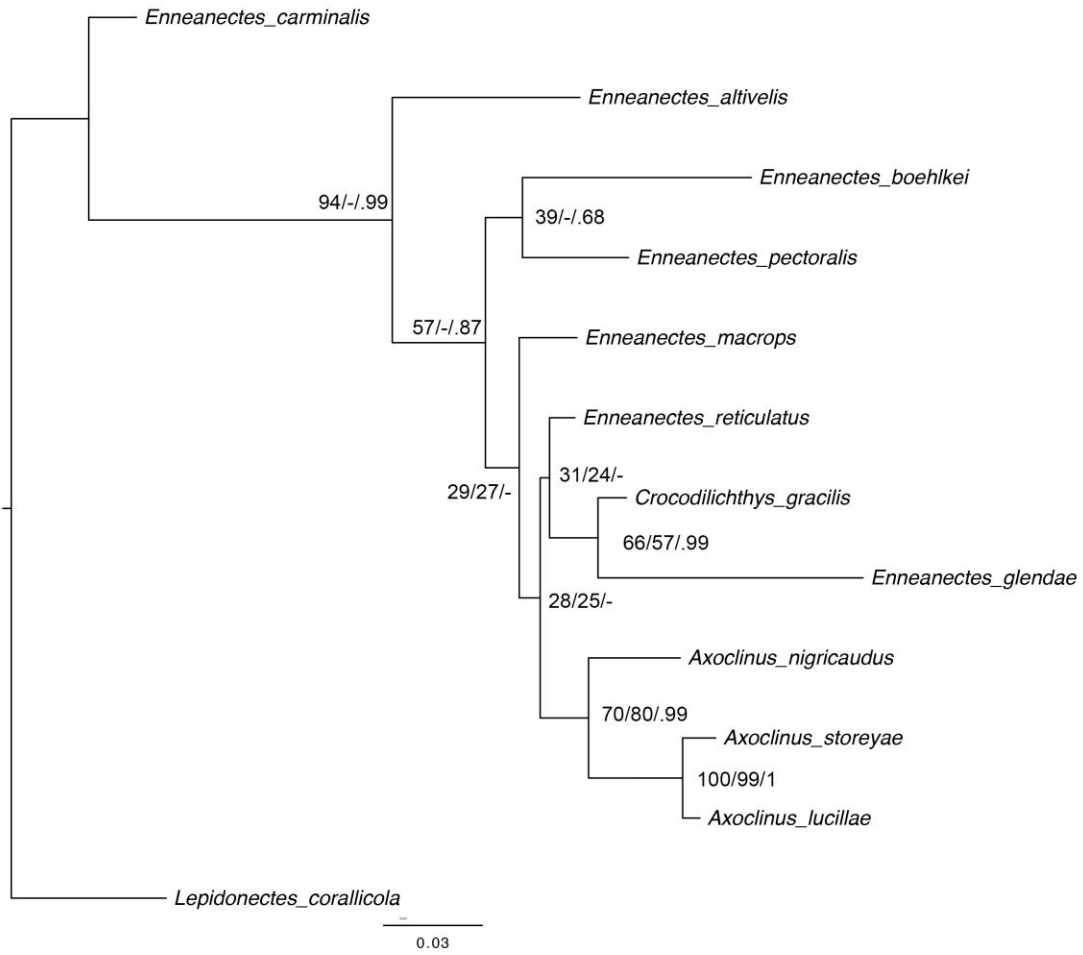 Enneanectes_carminalis
Enneanectes_altivelis
Enneanectes_boehlkei
94/-/.99
39/-/.68
Enneanectes_pectoralis
57/-/.87
Enneanectes_macrops
Enneanectes_reticulatus
31/24/-
29/27/-
Crocodilichthys_gracilis
66/57/.99
Enneanectes_glendae
28/25/-
Axoclinus_nigricaudus
70/80/.99
Axoclinus_storeyae
100/99/1
Axoclinus_lucillae
Lepidonectes_corallicola
0.03